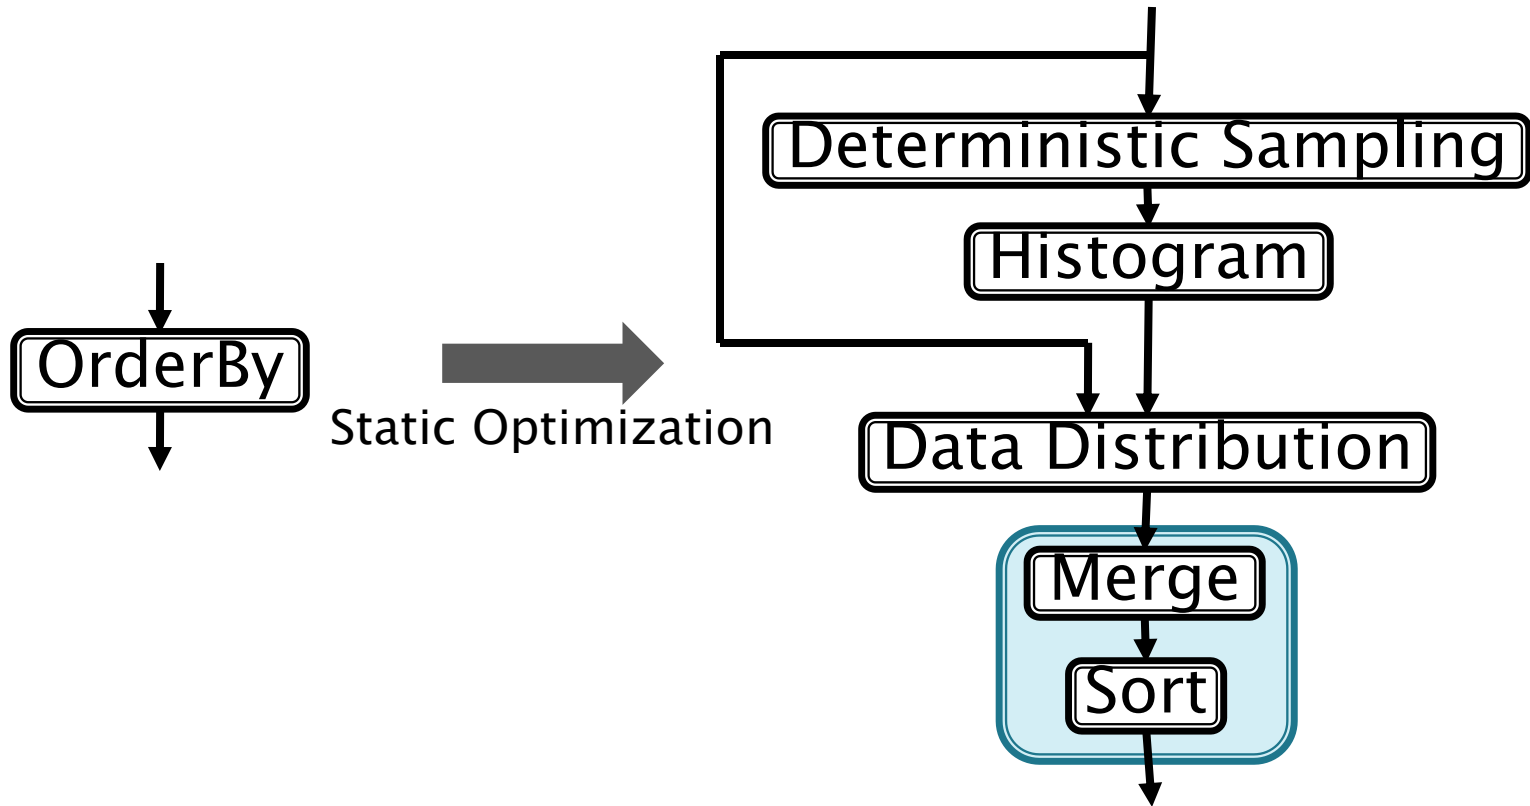 OrderBy
Static Optimization
Deterministic Sampling
Histogram
Data Distribution
Merge
Sort